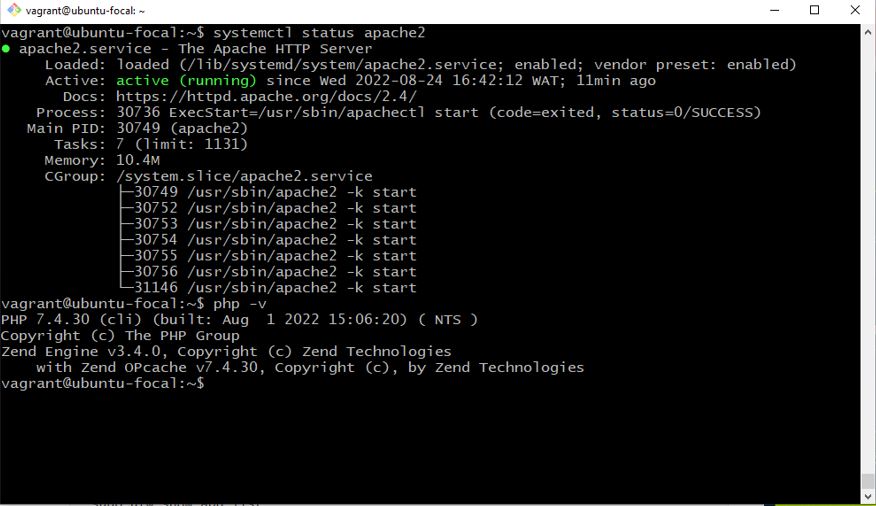 vagrant@ubuntu-focal: ~
vagrant@ubuntu-focal:~$ systemctl status apache2
● apache2.service - The Apache HTTP Server
Loaded: loaded (/lib/systemd/system/apache2.service; enabled; vendor preset: enabled)
Active: active (running) since Wed 2022-08-24 16:42:12 WAT; 11min ago
Docs: https://httpd.apache.org/docs/2.4/
Process: 30736 ExecStart=/usr/sbin/apachectl start (code=exited, status=0/SUCCESS)
Main PID: 30749 (apache2)
Tasks: 7 (limit: 1131)
Memory: 10.4M
CGroup: /system.slice/apache2.service
├─30749 /usr/sbin/apache2 -k start
├─30752 /usr/sbin/apache2 -k start
├─30753 /usr/sbin/apache2 -k start
├─30754 /usr/sbin/apache2 -k start
├─30755 /usr/sbin/apache2 -k start
├─30756 /usr/sbin/apache2 -k start
└─31146 /usr/sbin/apache2 -k start
vagrant@ubuntu-focal:~$ php -v
PHP 7.4.30 (cli) (built: Aug  1 2022 15:06:20) ( NTS )
Copyright (c) The PHP Group
Zend Engine v3.4.0, Copyright (c) Zend Technologies
with Zend OPcache v7.4.30, Copyright (c), by Zend Technologies
vagrant@ubuntu-focal:~$